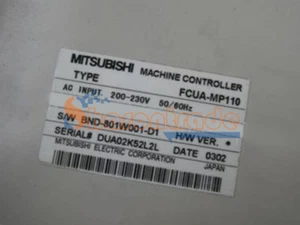 MITSUBISHI MACHINE CONTROLLER
TYPE FCUA-MP110
AC INPUT 200-230V 50/60Hz
S/W BND-801W001-D1 H/W VER. *
SERIAL# DUA02K52L2L DATE 0302
MITSUBISHI ELECTRIC CORPORATION JAPAN